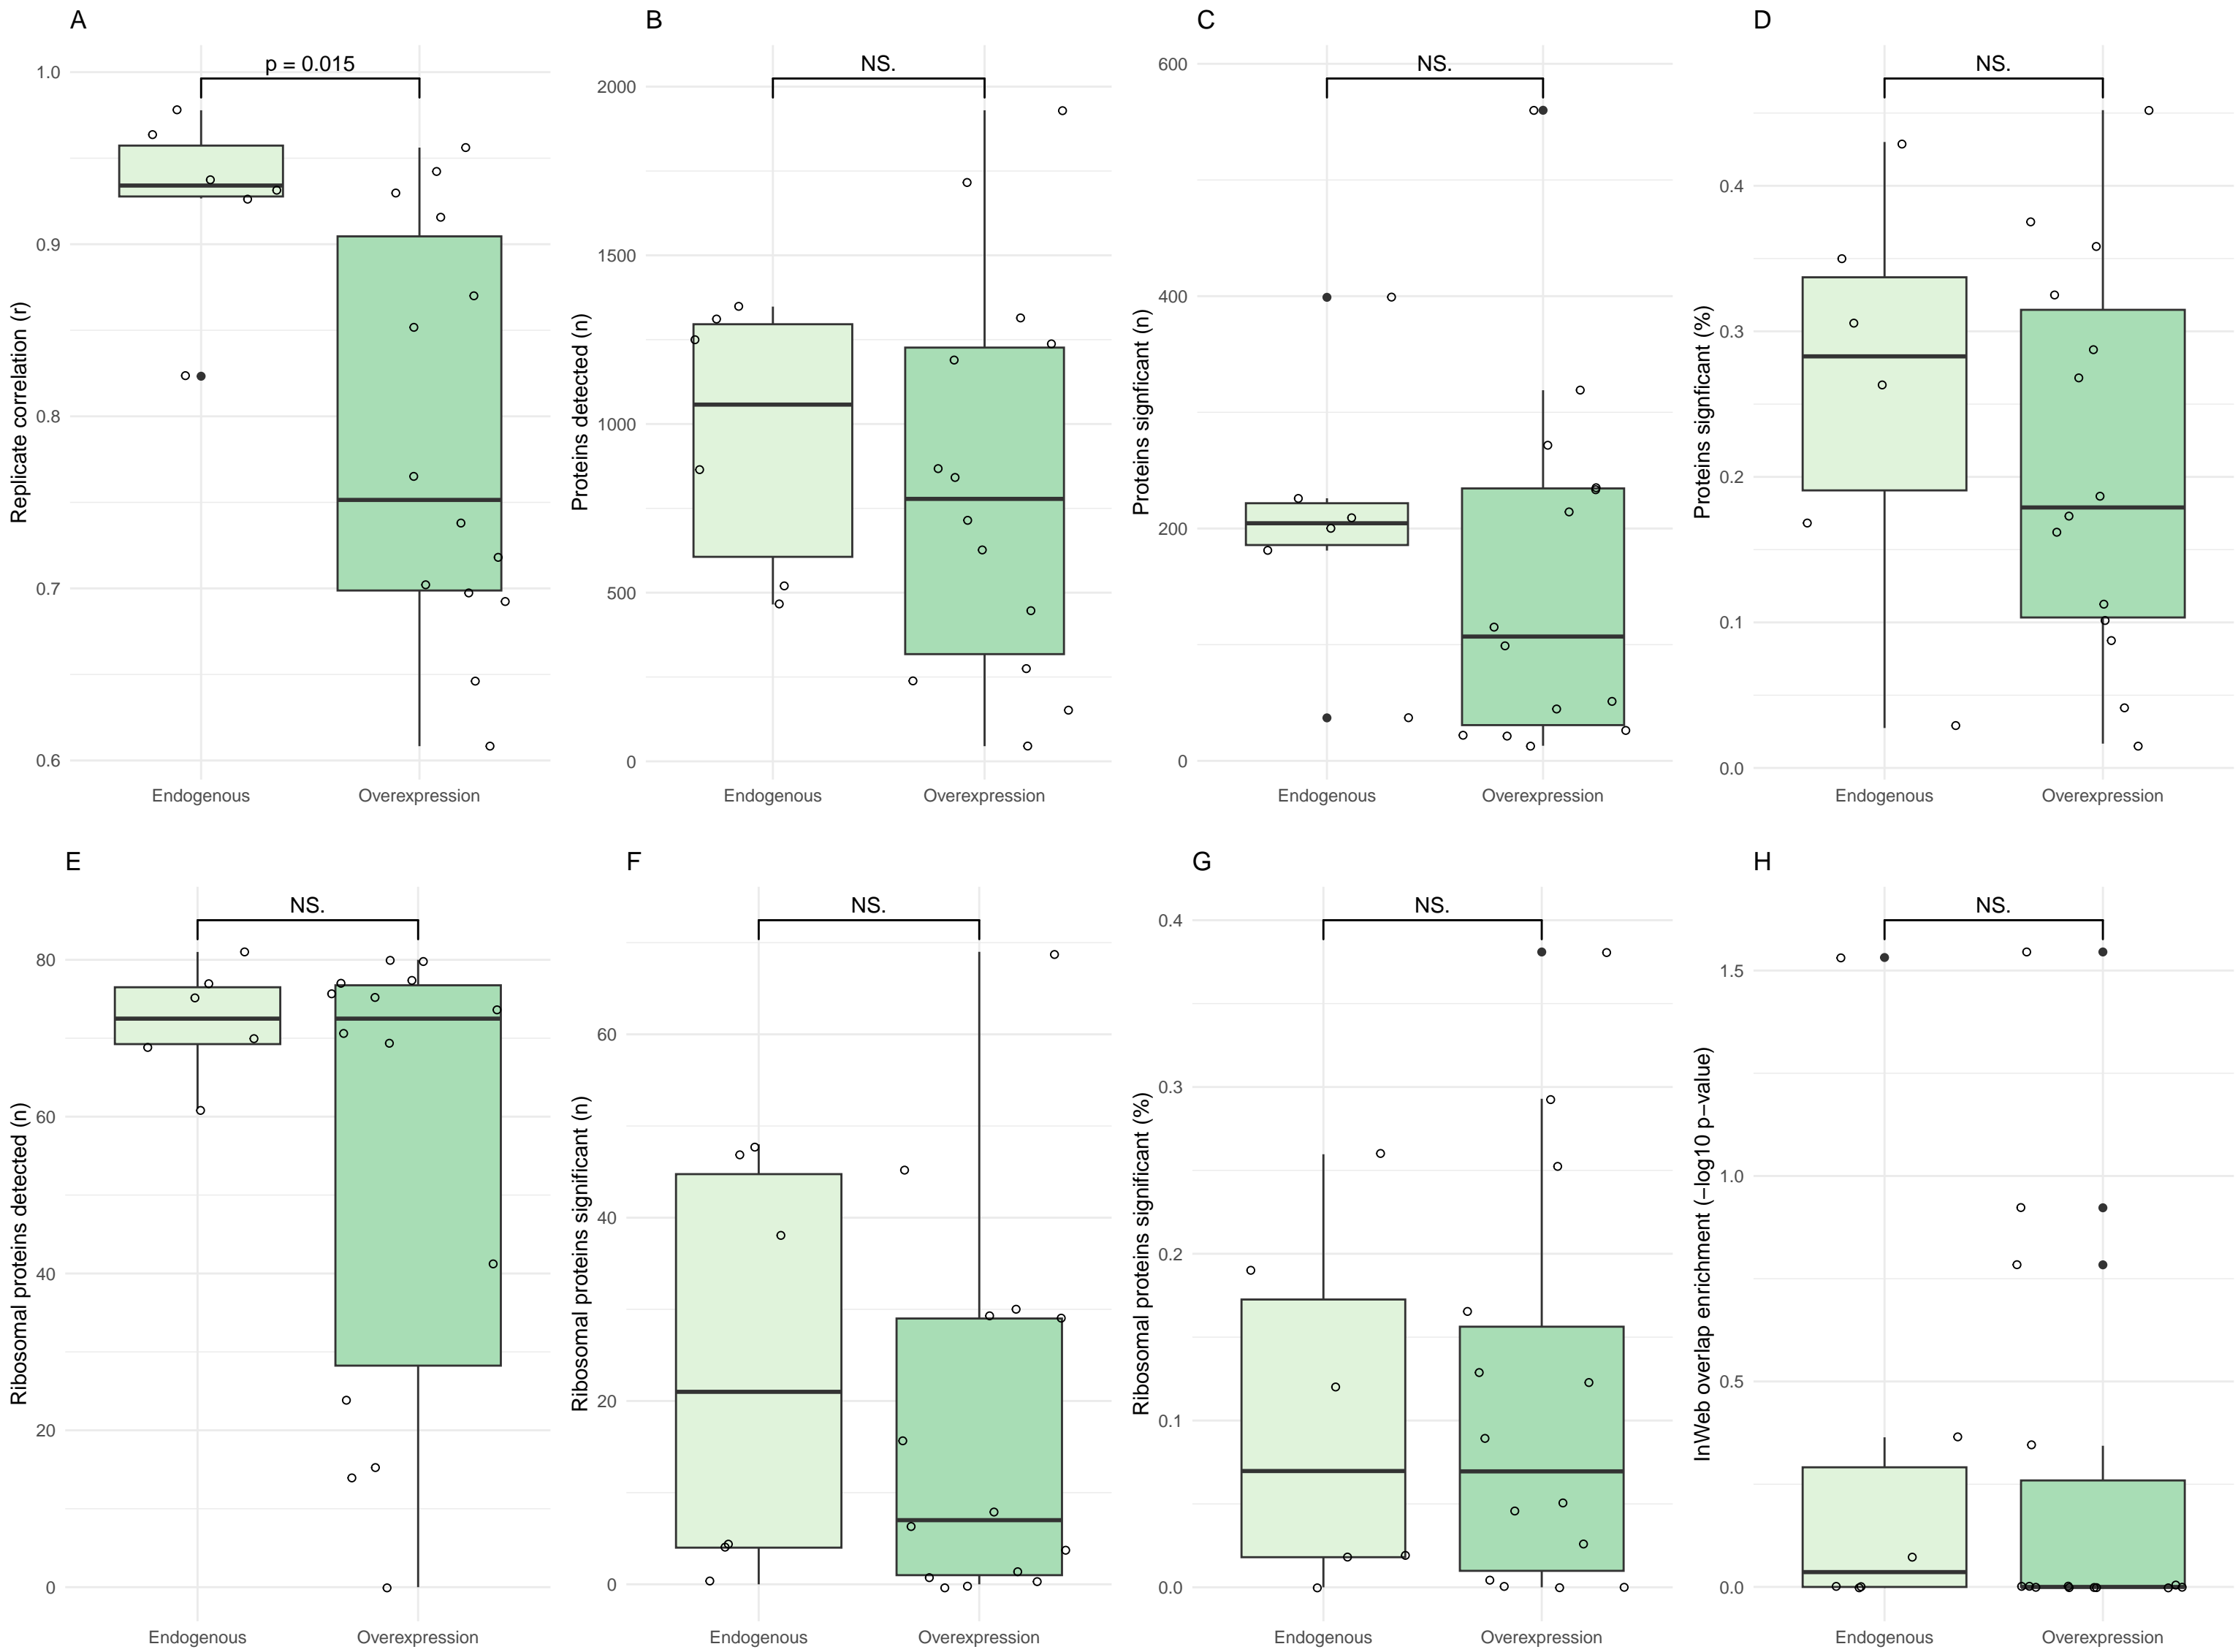 A
p = 0.015
Replicate correlation (r)
1.0
0.9
0.8
0.7
0.6
Endogenous
Overexpression
B
NS.
Proteins detected (n)
2000
1500
1000
500
0
Endogenous
Overexpression
C
NS.
Proteins signficant (n)
600
400
200
0
Endogenous
Overexpression
D
NS.
Proteins signficant (%)
0.4
0.3
0.2
0.1
0.0
Endogenous
Overexpression
E
NS.
Ribosomal proteins detected (n)
80
60
40
20
0
Endogenous
Overexpression
F
NS.
Ribosomal proteins significant (n)
60
40
20
0
Endogenous
Overexpression
G
NS.
Ribosomal proteins significant (%)
0.4
0.3
0.2
0.1
0.0
Endogenous
Overexpression
H
NS.
InWeb overlap enrichment (−log10 p−value)
1.5
1.0
0.5
0.0
Endogenous
Overexpression